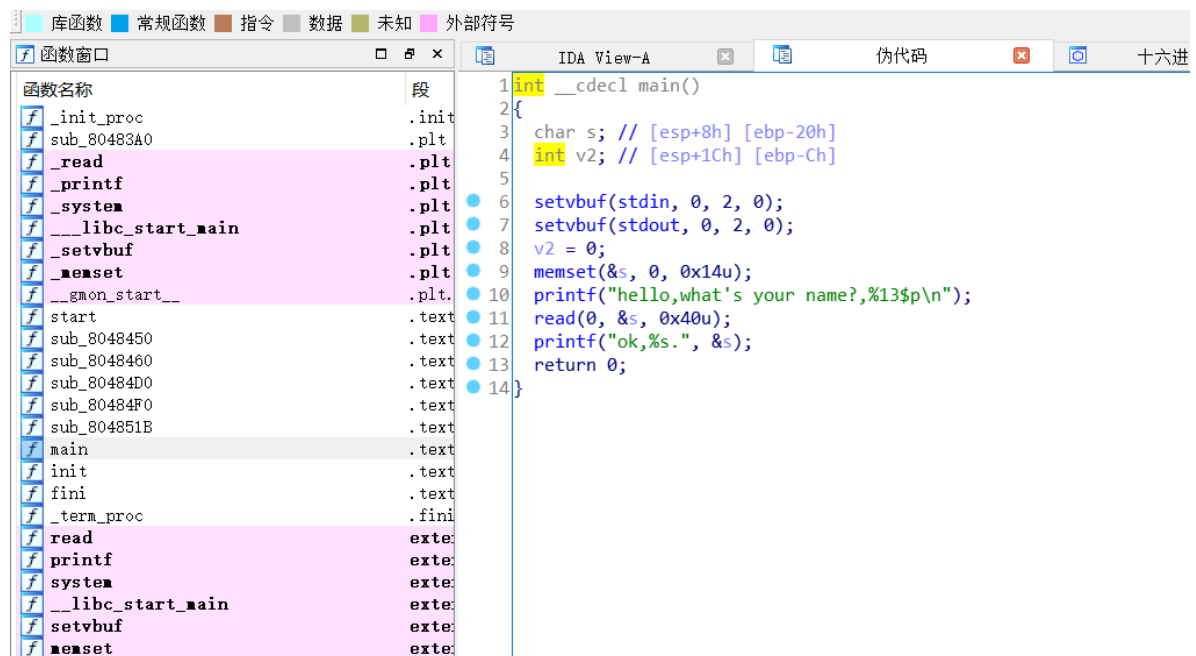 库函数 常规函数 指令 数据 未知 外部符号
函数窗口
IDA View-A 伪代码 十六进
函数名称 段
f _init_proc .init
f sub_80483A0 .plt
f _read .plt
f _printf .plt
f _system .plt
f ___libc_start_main .plt
f _setvbuf .plt
f _memset .plt
f __gmon_start__ .plt.
f start .text
f sub_8048450 .text
f sub_8048460 .text
f sub_80484D0 .text
f sub_80484F0 .text
f sub_804851B .text
f main .text
f init .text
f fini .text
f _term_proc .fini
f read exte
f printf exte
f system exte
f __libc_start_main exte
f setvbuf exte
f memset exte
1 int __cdecl main()
2 {
3 char s; // [esp+8h] [ebp-20h]
4 int v2; // [esp+1Ch] [ebp-Ch]
5
6 setvbuf(stdin, 0, 2, 0);
7 setvbuf(stdout, 0, 2, 0);
8 v2 = 0;
9 memset(&s, 0, 0x14u);
10 printf("hello,what's your name?,%13$p\n");
11 read(0, &s, 0x40u);
12 printf("ok,%s.", &s);
13 return 0;
14 }